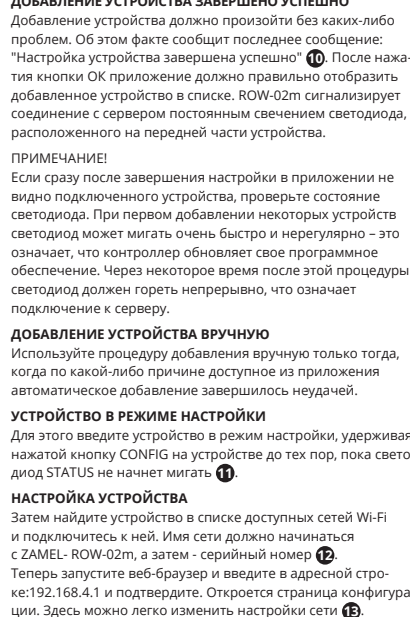 ДОБАВЛЕНИЕ УСТРОЙСТВА ЗАВЕРШЕНО УСПЕШНО
Добавление устройства должно произойти без каких-либо
проблем. Об этом факте сообщит последнее сообщение:
"Настройка устройства завершена успешно" 10. После нажа-
тия кнопки ОК приложение должно правильно отобразить
добавленное устройство в списке. ROW-02m сигнализирует
соединение с сервером постоянным свечением светодиода,
расположенного на передней части устройства.
ПРИМЕЧАНИЕ!
Если сразу после завершения настройки в приложении не
видно подключенного устройства, проверьте состояние
светодиода. При первом добавлении некоторых устройств
светодиод может мигать очень быстро и нерегулярно – это
означает, что контроллер обновляет свое программное
обеспечение. Через некоторое время после этой процедуры
светодиод должен гореть непрерывно, что означает
подключение к серверу.
ДОБАВЛЕНИЕ УСТРОЙСТВА ВРУЧНУЮ
Используйте процедуру добавления вручную только тогда,
когда по какой-либо причине доступное из приложения
автоматическое добавление завершилось неудачей.
УСТРОЙСТВО В РЕЖИМЕ НАСТРОЙКИ
Для этого введите устройство в режим настройки, удерживая
нажатой кнопку CONFIG на устройстве до тех пор, пока свето
диод STATUS не начнет мигать 11.
НАСТРОЙКА УСТРОЙСТВА
Затем найдите устройство в списке доступных сетей Wi-Fi
и подключитесь к ней. Имя сети должно начинаться
с ZAMEL- ROW-02m, а затем - серийный номер 12.
Теперь запустите веб-браузер и введите в адресной стро-
ке:192.168.4.1 и подтвердите. Откроется страница конфигура
ции. Здесь можно легко изменить настройки сети 13.